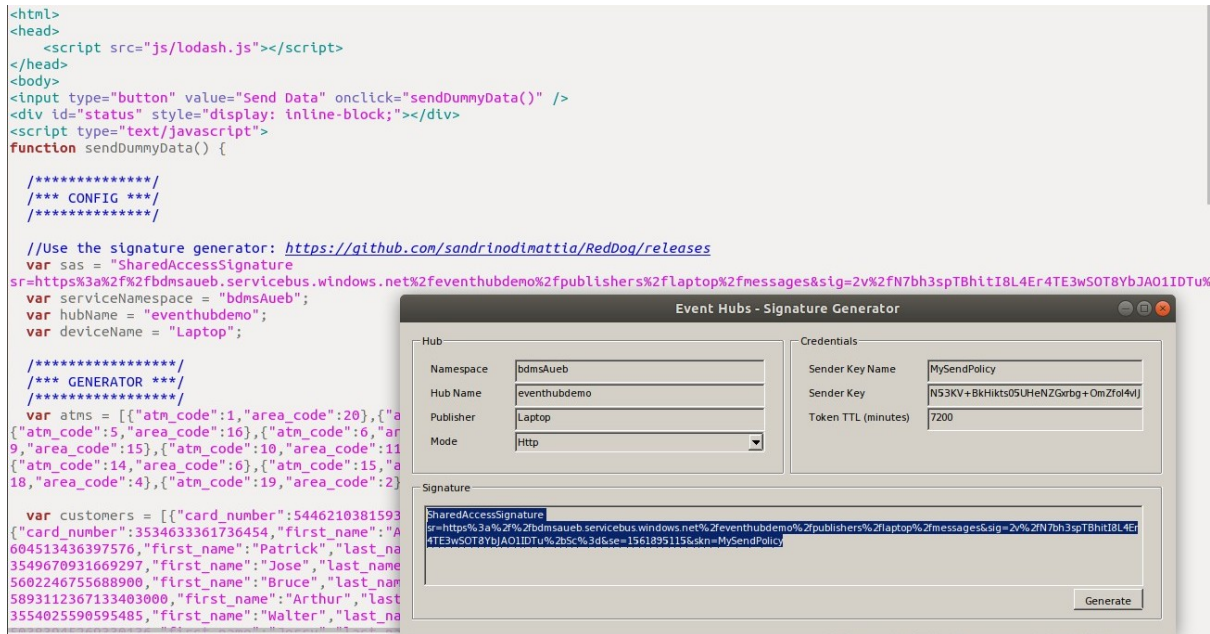 <html>
<head>
<script src="js/lodash.js"></script>
</head>
<body>
<input type="button" value="Send Data" onclick="sendDummyData()" />
<div id="status" style="display: inline-block;"></div>
<script type="text/javascript">
function sendDummyData() {
/**************/
/*** CONFIG ***/
/**************/
//Use the signature generator: https://github.com/sandrinodimattia/RedDog/releases
var sas = "SharedAccessSignature
sr=https%3a%2f%2fbdmsaueb.servicebus.windows.net%2feventhubdemo%2fpublishers%2flaptop%2fmessages&sig=2v%2fN7bh3spTBhitI8L4Er4TE3wSOT8YbJAO1IDTu%
var serviceNamespace = "bdmsAueb";
var hubName = "eventhubdemo";
var deviceName = "Laptop";
/*****************/
/*** GENERATOR ***/
/*****************/
var atms = [{"atm_code":1,"area_code":20},{"a
{"atm_code":5,"area_code":16},{"atm_code":6,"ar
9,"area_code":15},{"atm_code":10,"area_code":11
{"atm_code":14,"area_code":6},{"atm_code":15,"a
18,"area_code":4},{"atm_code":19,"area_code":2}
var customers = [{"card_number":5446210381593
{"card_number":3534633361736454,"first_name":"A
604513436397576,"first_name":"Patrick","last_na
3549670931669297,"first_name":"Jose","last_name
5602246755688900,"first_name":"Bruce","last_nam
5893112367133403000,"first_name":"Arthur","last
3554025590595485,"first_name":"Walter","last_na
Event Hubs - Signature Generator
Hub
Namespace bdmsAueb
Hub Name eventhubdemo
Publisher Laptop
Mode Http
Credentials
Sender Key Name MySendPolicy
Sender Key N53KV+BkHikts05UHeNZGxrbg+OmZfol4vIJ
Token TTL (minutes) 7200
Signature
SharedAccessSignature
sr=https%3a%2f%2fbdmsaueb.servicebus.windows.net%2feventhubdemo%2fpublishers%2flaptop%2fmessages&sig=2v%2fN7bh3spTBhitI8L4Er
4TE3wSOT8YbJAO1IDTu%2bSc%3d&se=1561895115&skn=MySendPolicy
Generate